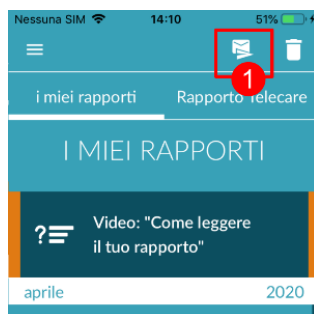 Nessuna SIM 14:10 51%
1
i miei rapporti Rapporto Telecare
I MIEI RAPPORTI
Video: "Come leggere
il tuo rapporto"
aprile 2020